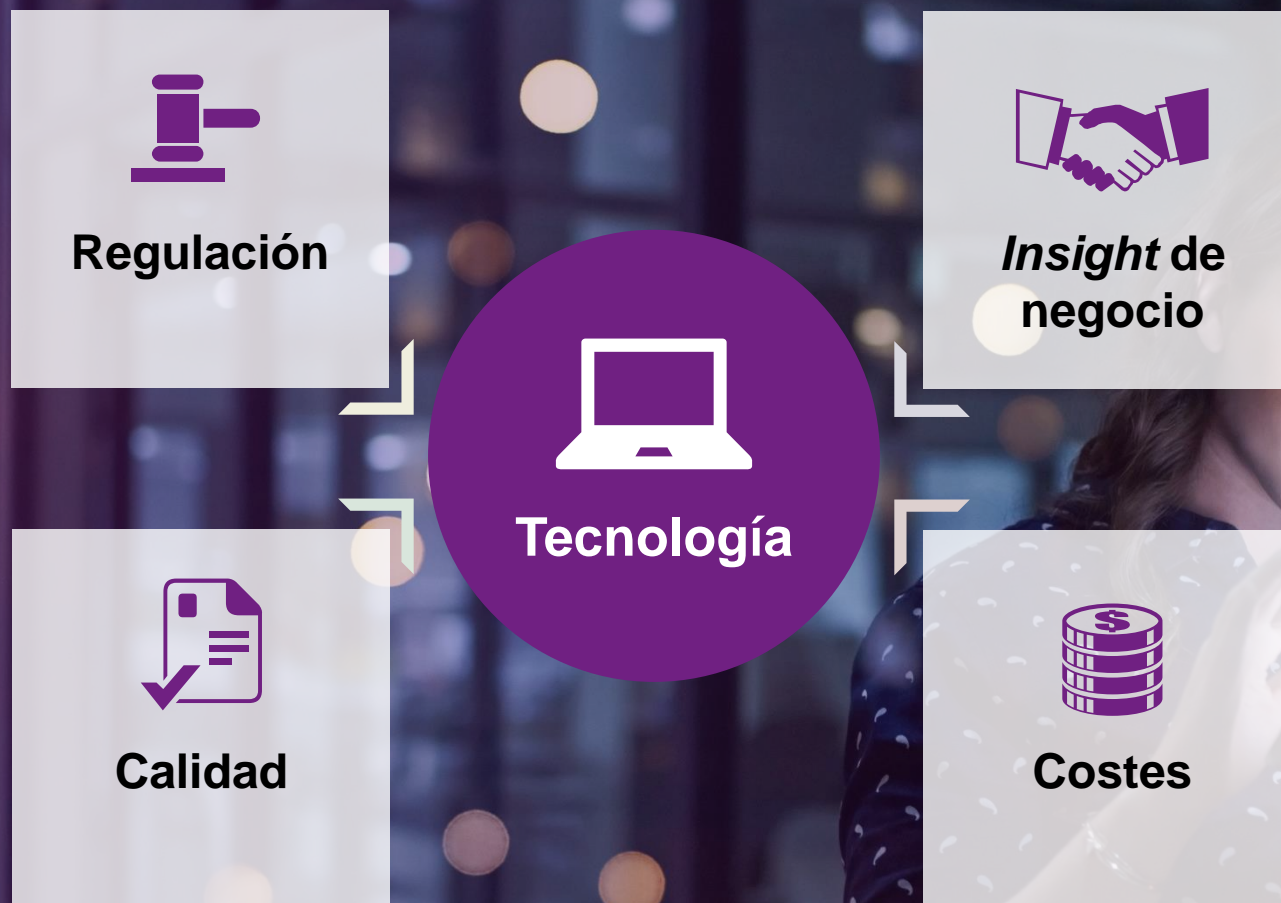 Regulación
Insight de
negocio
Tecnología
Calidad
Costes
$